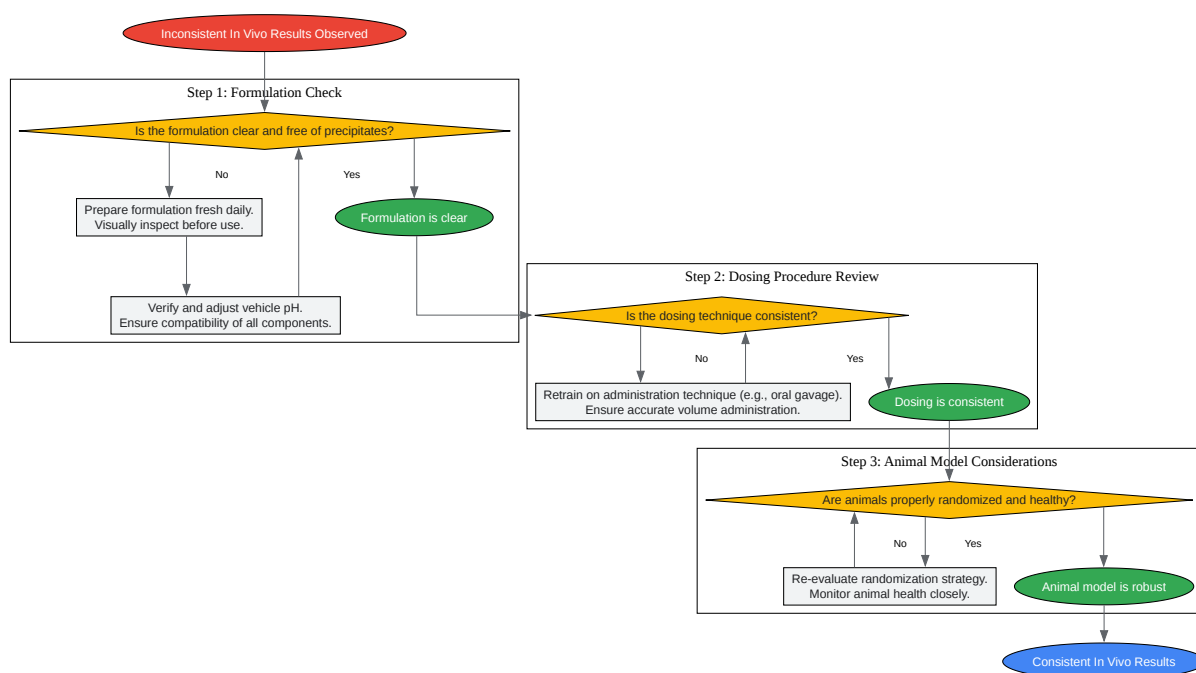 Inconsistent In Vivo Results Observed
Step 1: Formulation Check
Is the formulation clear and free of precipitates?
No
Yes
Prepare formulation fresh daily.
Visually inspect before use.
Formulation is clear
Verify and adjust vehicle pH.
Ensure compatibility of all components.
Step 2: Dosing Procedure Review
Is the dosing technique consistent?
No
Yes
Retrain on administration technique (e.g., oral gavage).
Ensure accurate volume administration.
Dosing is consistent
Step 3: Animal Model Considerations
Are animals properly randomized and healthy?
No
Yes
Re-evaluate randomization strategy.
Monitor animal health closely.
Animal model is robust
Consistent In Vivo Results